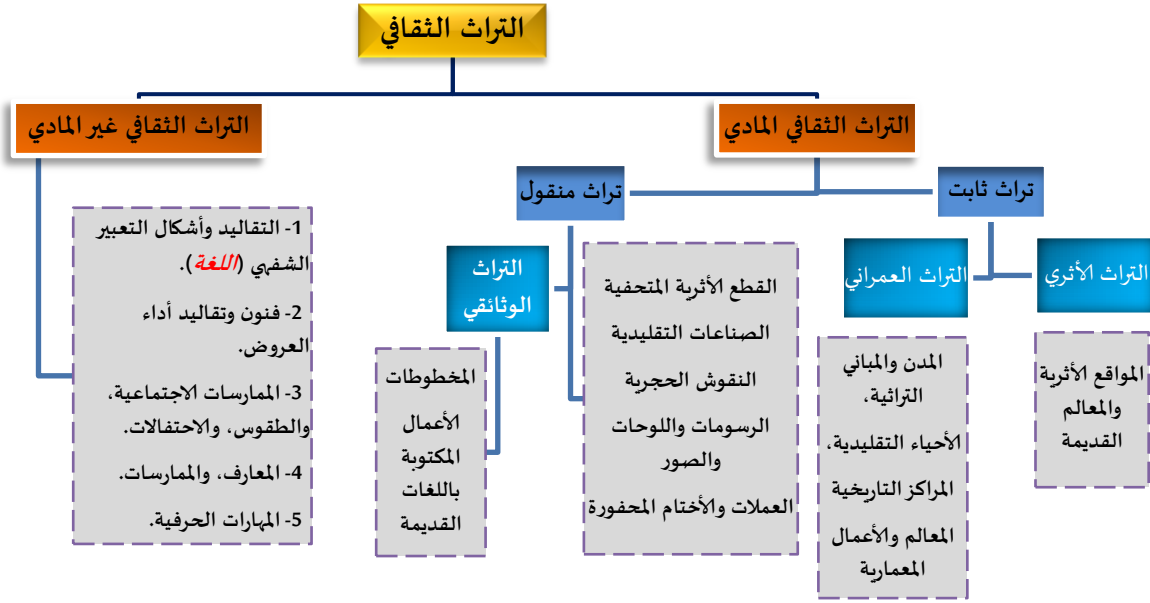 التراث الثقافي
التراث الثقافي المادي
التراث الثقافي غير المادي
تراث ثابت
تراث منقول
التراث الأثري
التراث العمراني
التراث
الوثائقي
المواقع الأثرية
والمعالم
القديمة
المدن والمباني
التراثية،
الأحياء التقليدية،
المراكز التاريخية
المعالم والأعمال
المعمارية
القطع الأثرية المتحفية
الصناعات التقليدية
النقوش الحجرية
الرسومات واللوحات
والصور
العملات والأختام المحفورة
المخطوطات
الأعمال
المكتوبة
باللغات
القديمة
1- التقاليد وأشكال التعبير
الشفهي (اللغة).
2- فنون وتقاليد أداء
العروض.
3- الممارسات الاجتماعية،
والطقوس، والاحتفالات.
4- المعارف، والممارسات.
5- المهارات الحرفية.